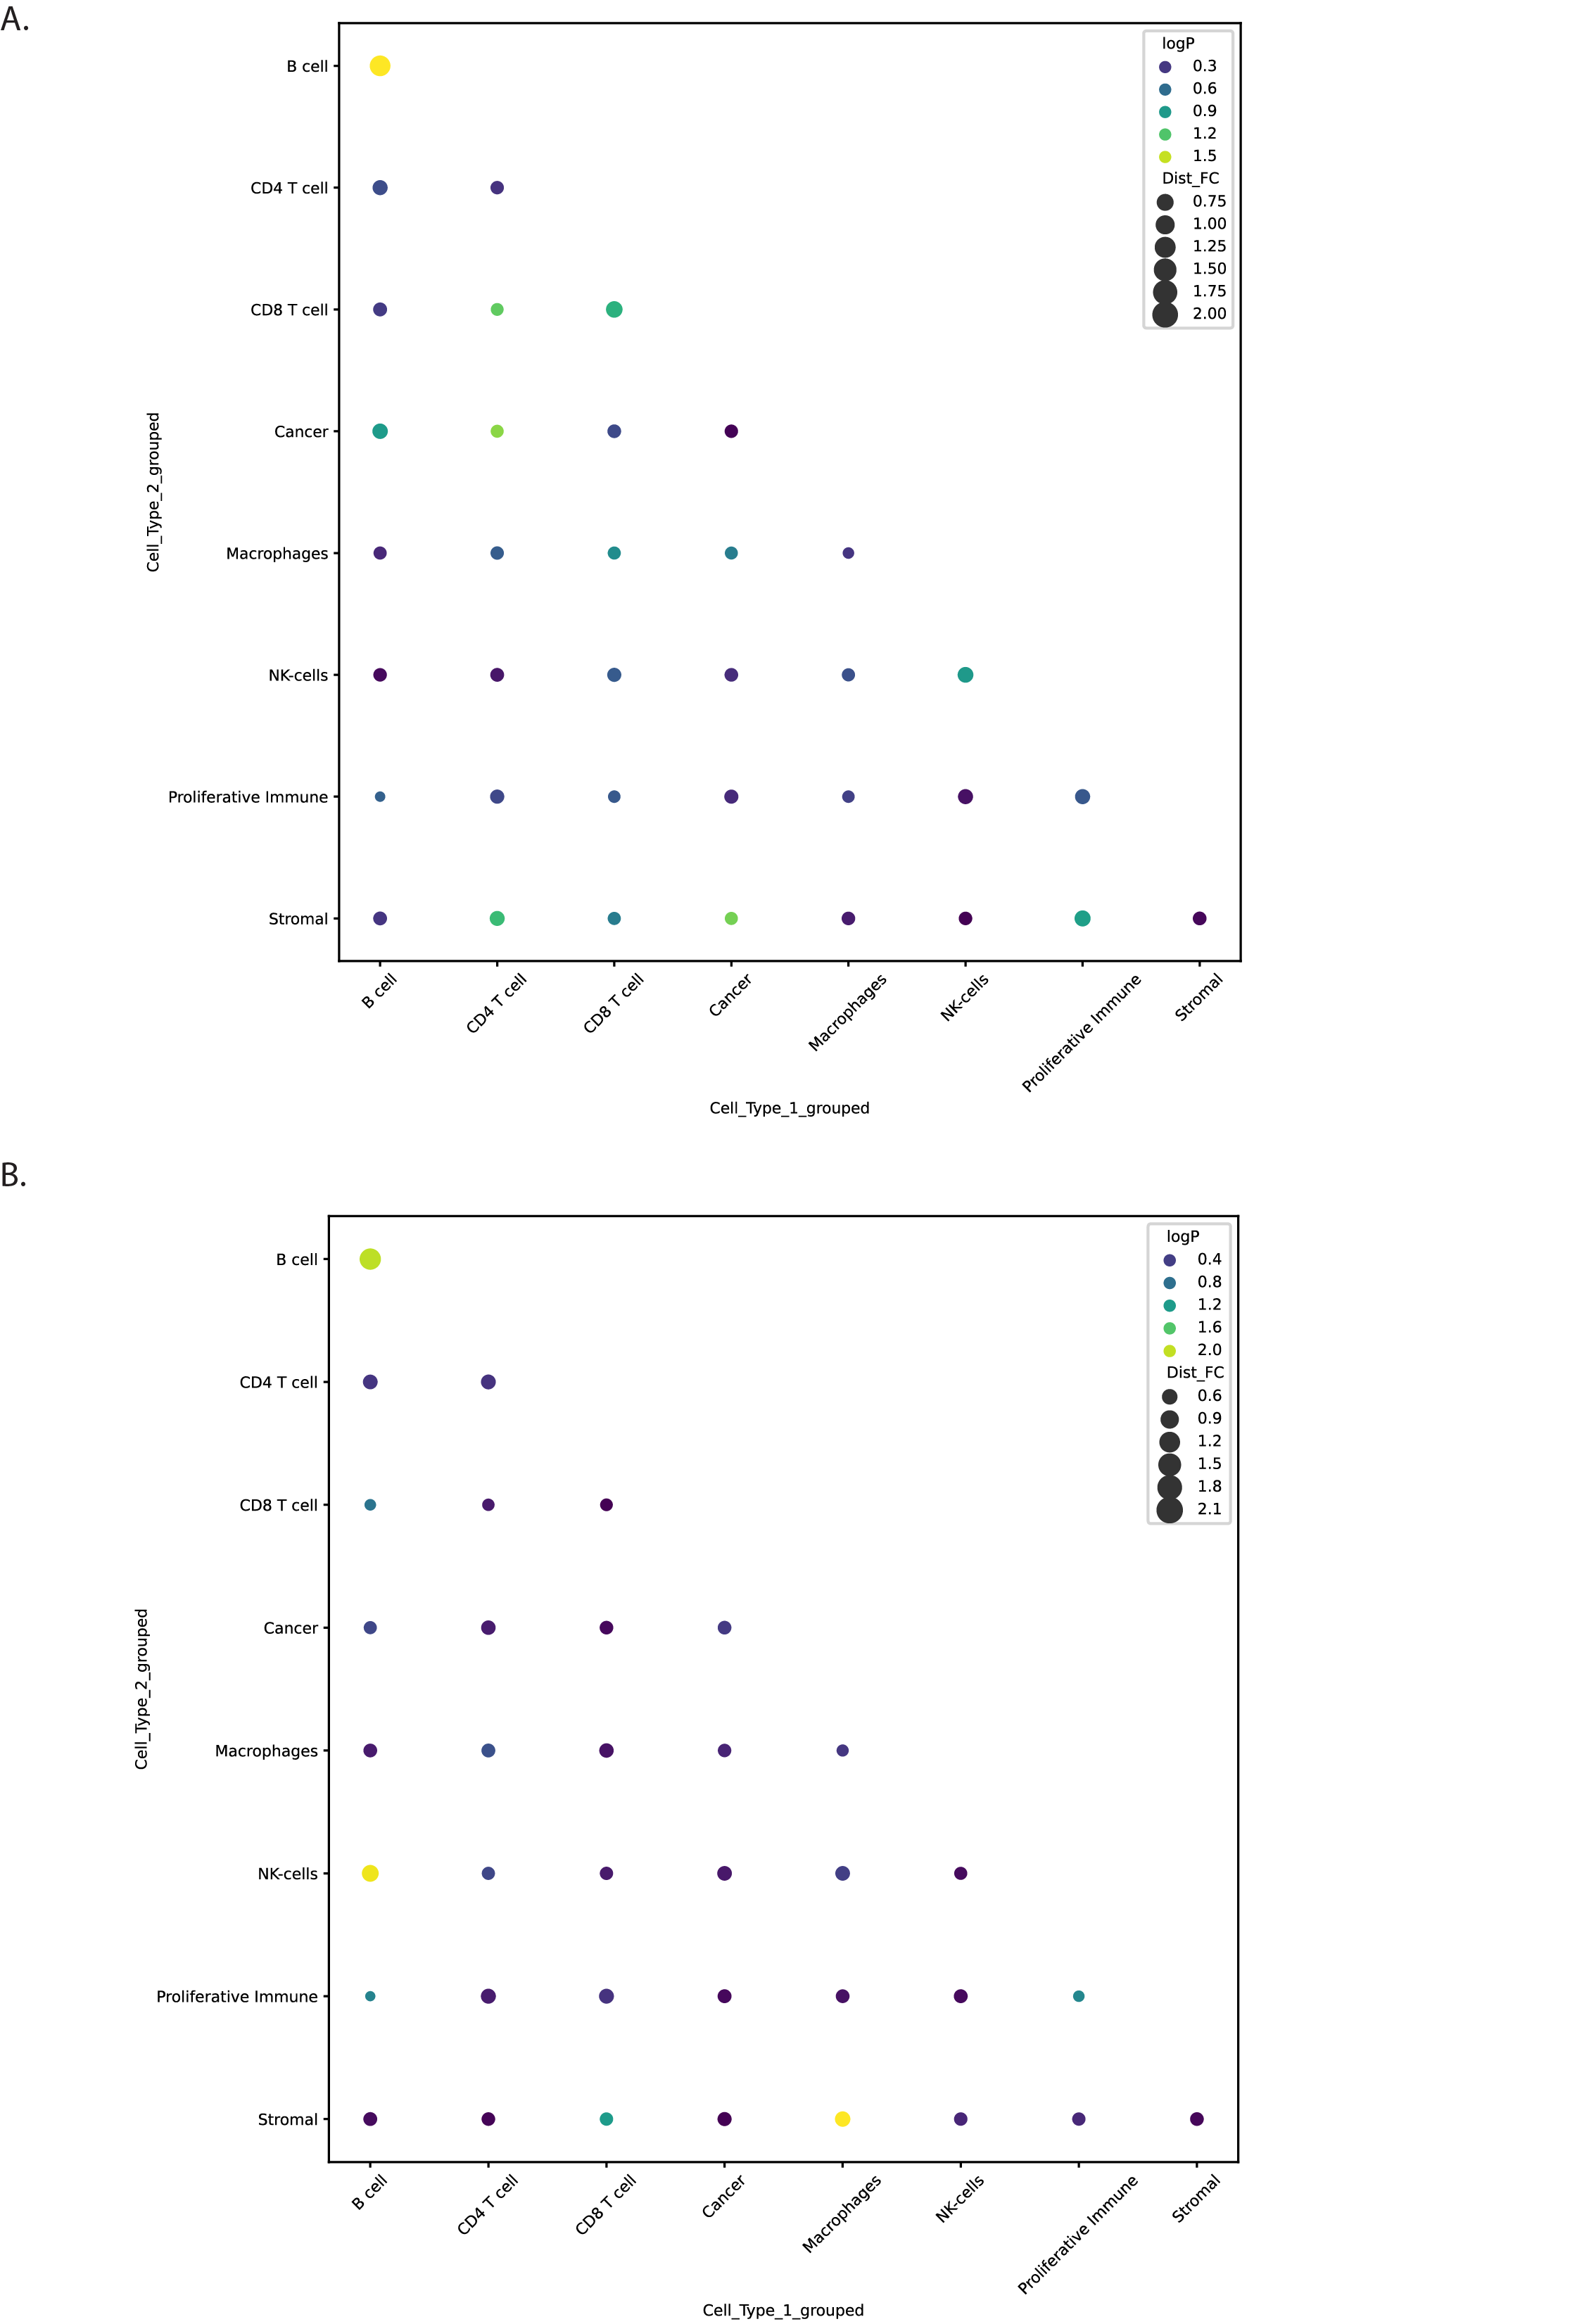 A.
logP
0.3
0.6
0.9
1.2
1.5
Dist_FC
0.75
1.00
1.25
1.50
1.75
2.00
B cell
CD4 T cell
CD8 T cell
Cancer
Macrophages
NK-cells
Proliferative Immune
Stromal
Cell_Type_2_grouped
B cell
CD4 T cell
CD8 T cell
Cancer
Macrophages
NK-cells
Proliferative Immune
Stromal
Cell_Type_1_grouped
B.
logP
0.4
0.8
1.2
1.6
2.0
Dist_FC
0.6
0.9
1.2
1.5
1.8
2.1
B cell
CD4 T cell
CD8 T cell
Cancer
Macrophages
NK-cells
Proliferative Immune
Stromal
Cell_Type_2_grouped
B cell
CD4 T cell
CD8 T cell
Cancer
Macrophages
NK-cells
Proliferative Immune
Stromal
Cell_Type_1_grouped